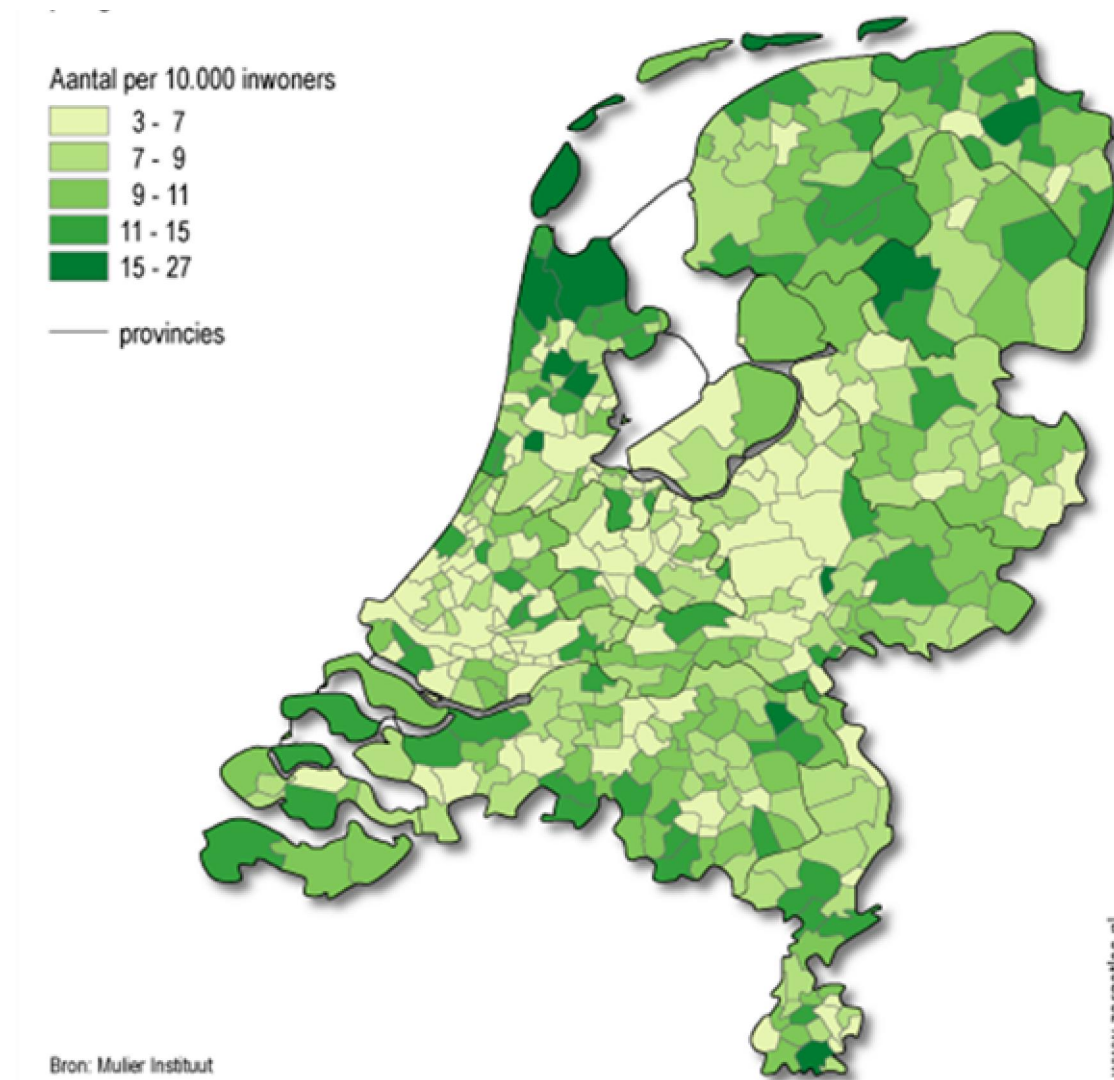 Aantal per 10.000 inwoners
3 - 7
7 - 9
9 - 11
11 - 15
15 - 27
provincies
Bron: Mulier Instituut